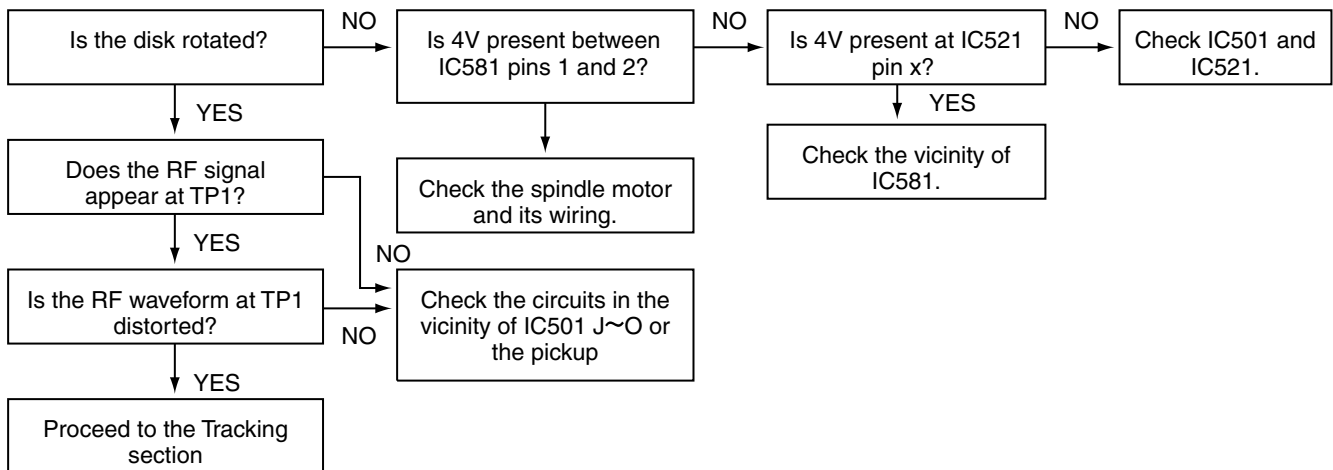 Is the disk rotated?
NO
Is 4V present between
IC581 pins 1 and 2?
NO
Is 4V present at IC521
pin x?
NO
Check IC501 and
IC521.
YES
YES
Does the RF signal
appear at TP1?
Check the spindle motor
and its wiring.
Check the vicinity of
IC581.
YES
NO
Is the RF waveform at TP1
distorted?
NO
Check the circuits in the
vicinity of IC501 J~O or
the pickup
YES
Proceed to the Tracking
section